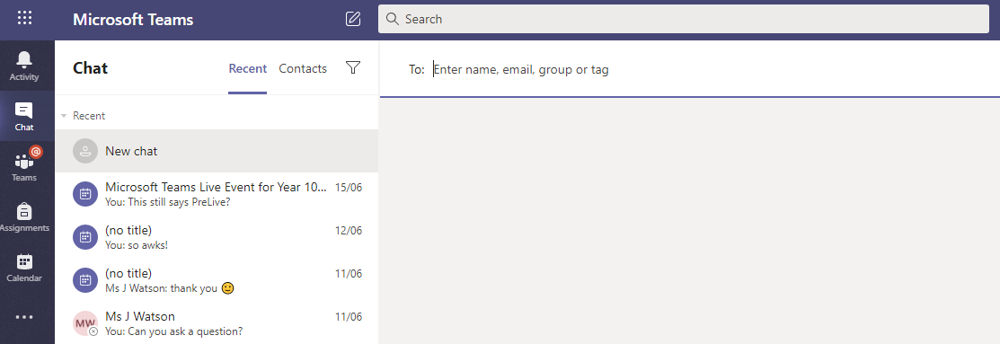 Microsoft Teams
Search
Activity
Chat
Teams
Assignments
Calendar
Chat
Recent Contacts
Recent
New chat
Microsoft Teams Live Event for Year 10... 15/06
You: This still says PreLive?
(no title) 12/06
You: so awks!
(no title) 11/06
Ms J Watson: thank you 🙂
MW
Ms J Watson 11/06
You: Can you ask a question?
To: Enter name, email, group or tag